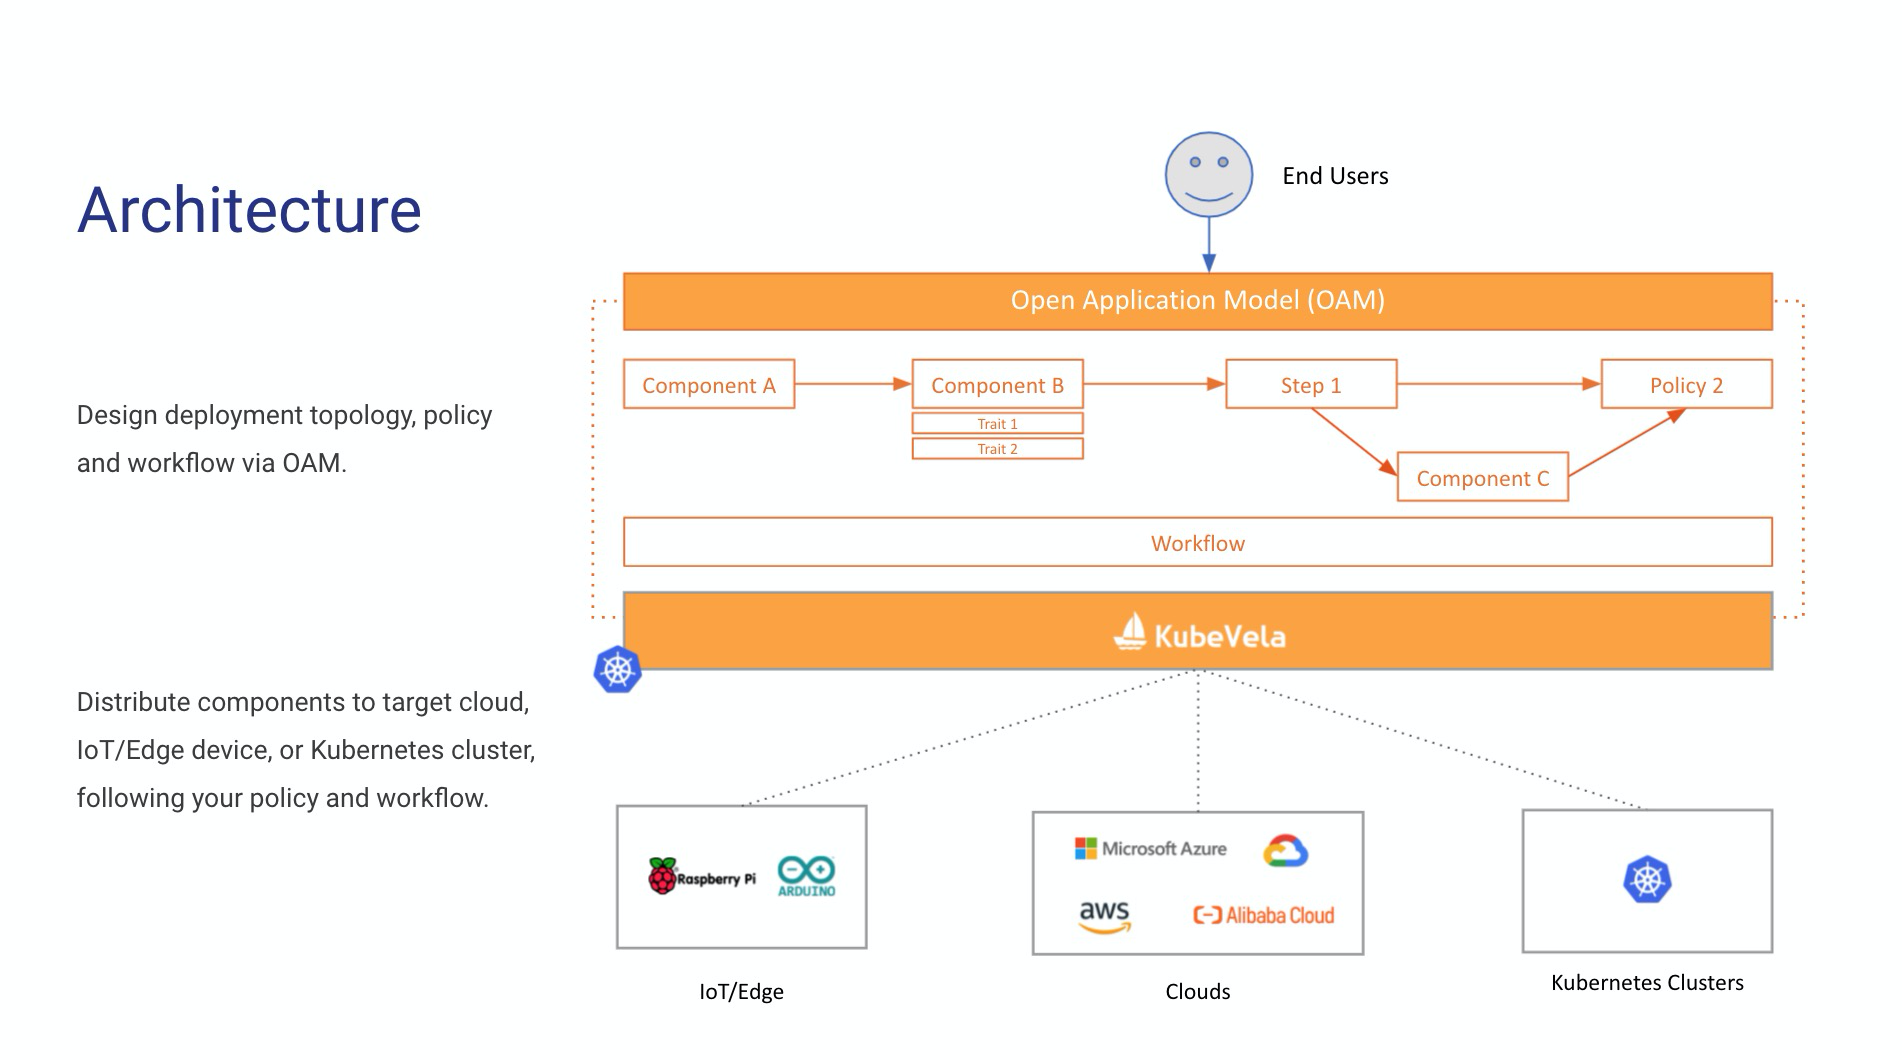 Architecture
End Users
Open Application Model (OAM)
Design deployment topology, policy
and workflow via OAM.
Component A
Component B
Trait 1
Trait 2
Step 1
Policy 2
Component C
Workflow
KubeVela
Distribute components to target cloud,
IoT/Edge device, or Kubernetes cluster,
following your policy and workflow.
Raspberry Pi
ARDUINO
IoT/Edge
Microsoft Azure
aws
Alibaba Cloud
Clouds
Kubernetes Clusters